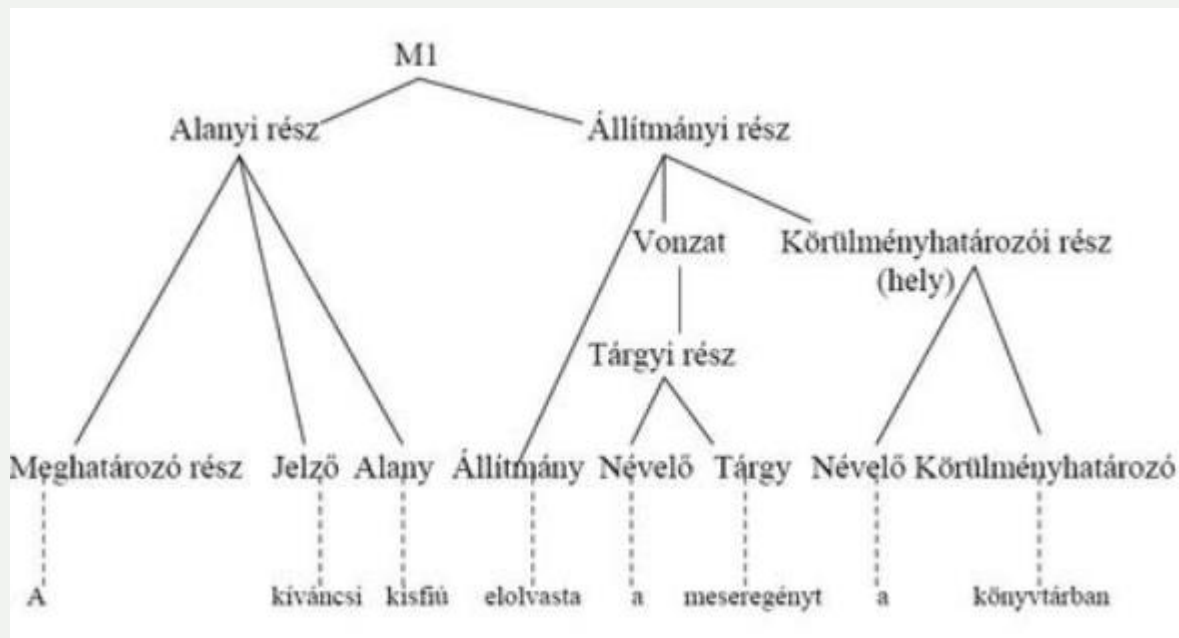 M1
Alanyi rész Állítmányi rész
Vonzat Körülményhatározói rész
(hely)
Tárgyi rész
Meghatározó rész Jelző Alany Állítmány Névelő Tárgy Névelő Körülményhatározó
A kíváncsi kisfiú elolvasta a meseregényt a könyvtárban